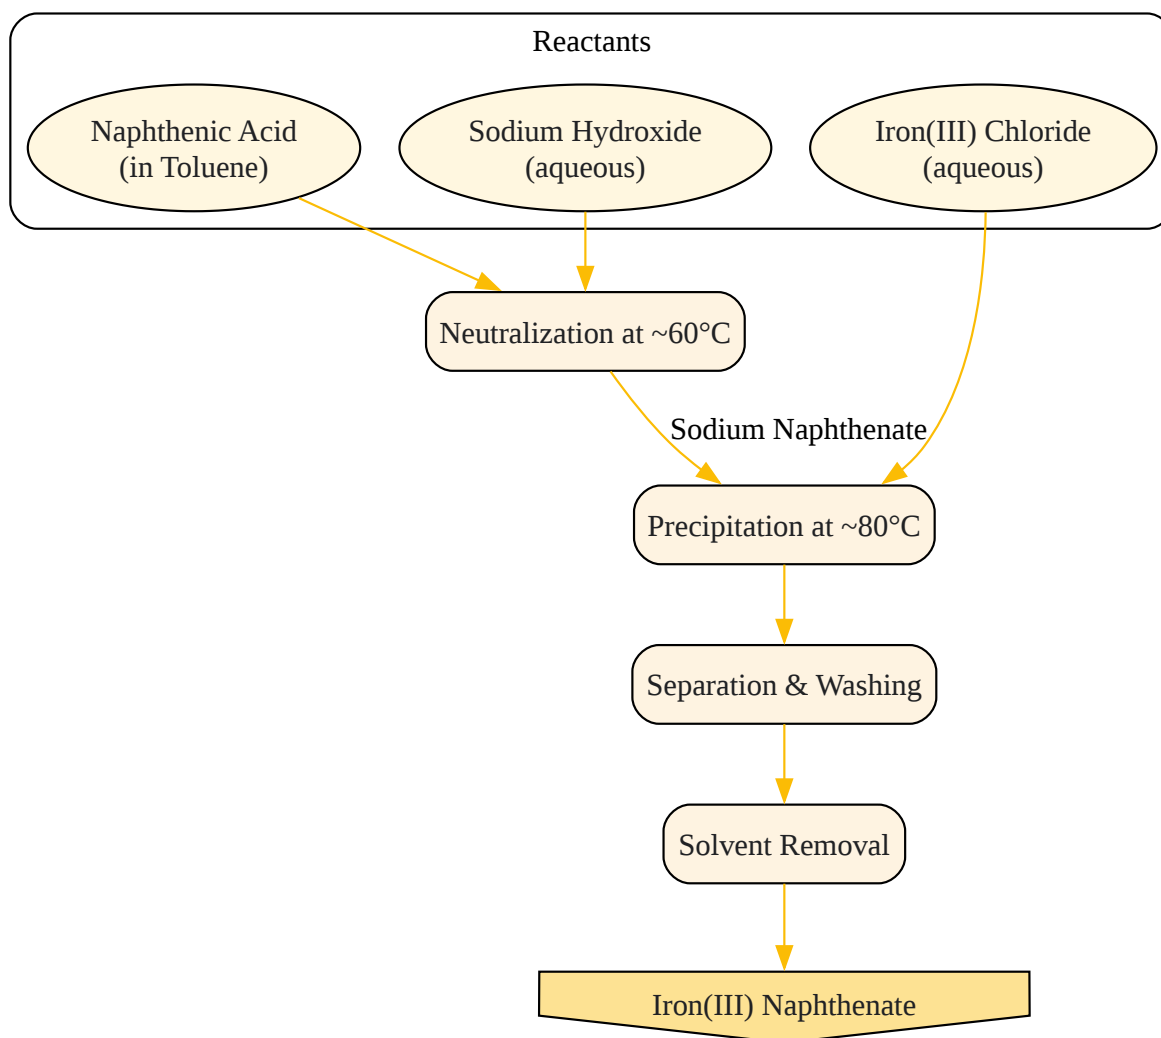 Reactants
Naphthenic Acid
(in Toluene)
Sodium Hydroxide
(aqueous)
Iron(III) Chloride
(aqueous)
Neutralization at ~60°C
Sodium Naphthenate
Precipitation at ~80°C
Separation & Washing
Solvent Removal
Iron(III) Naphthenate